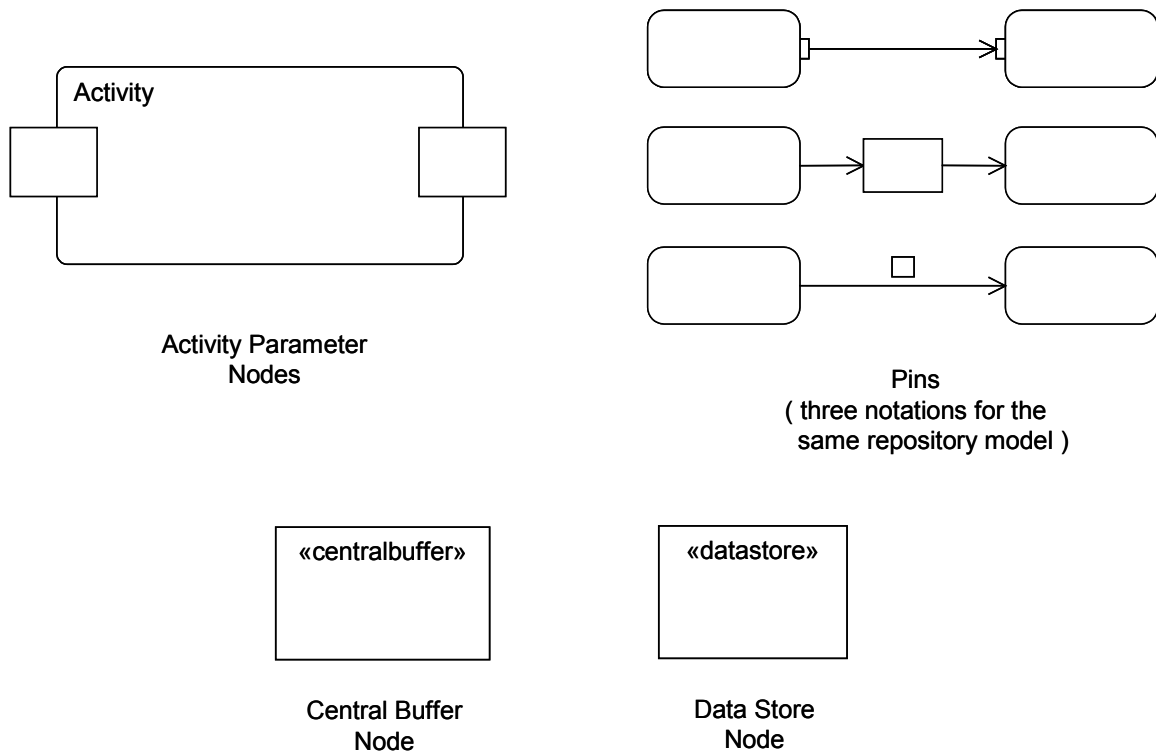 Activity
Activity Parameter
Nodes
Pins
( three notations for the
same repository model )
«centralbuffer»
Central Buffer
Node
«datastore»
Data Store
Node